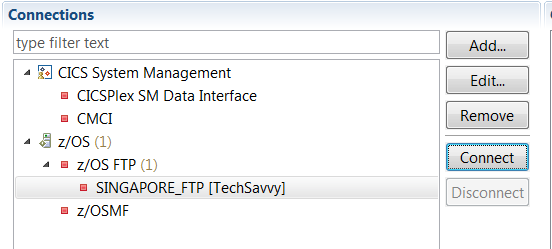 Connections
type filter text
Add...
CICS System Management
CICSPlex SM Data Interface
Edit...
CMCI
Remove
z/OS (1)
z/OS FTP (1)
Connect
SINGAPORE_FTP [TechSavvy]
Disconnect
z/OSMF